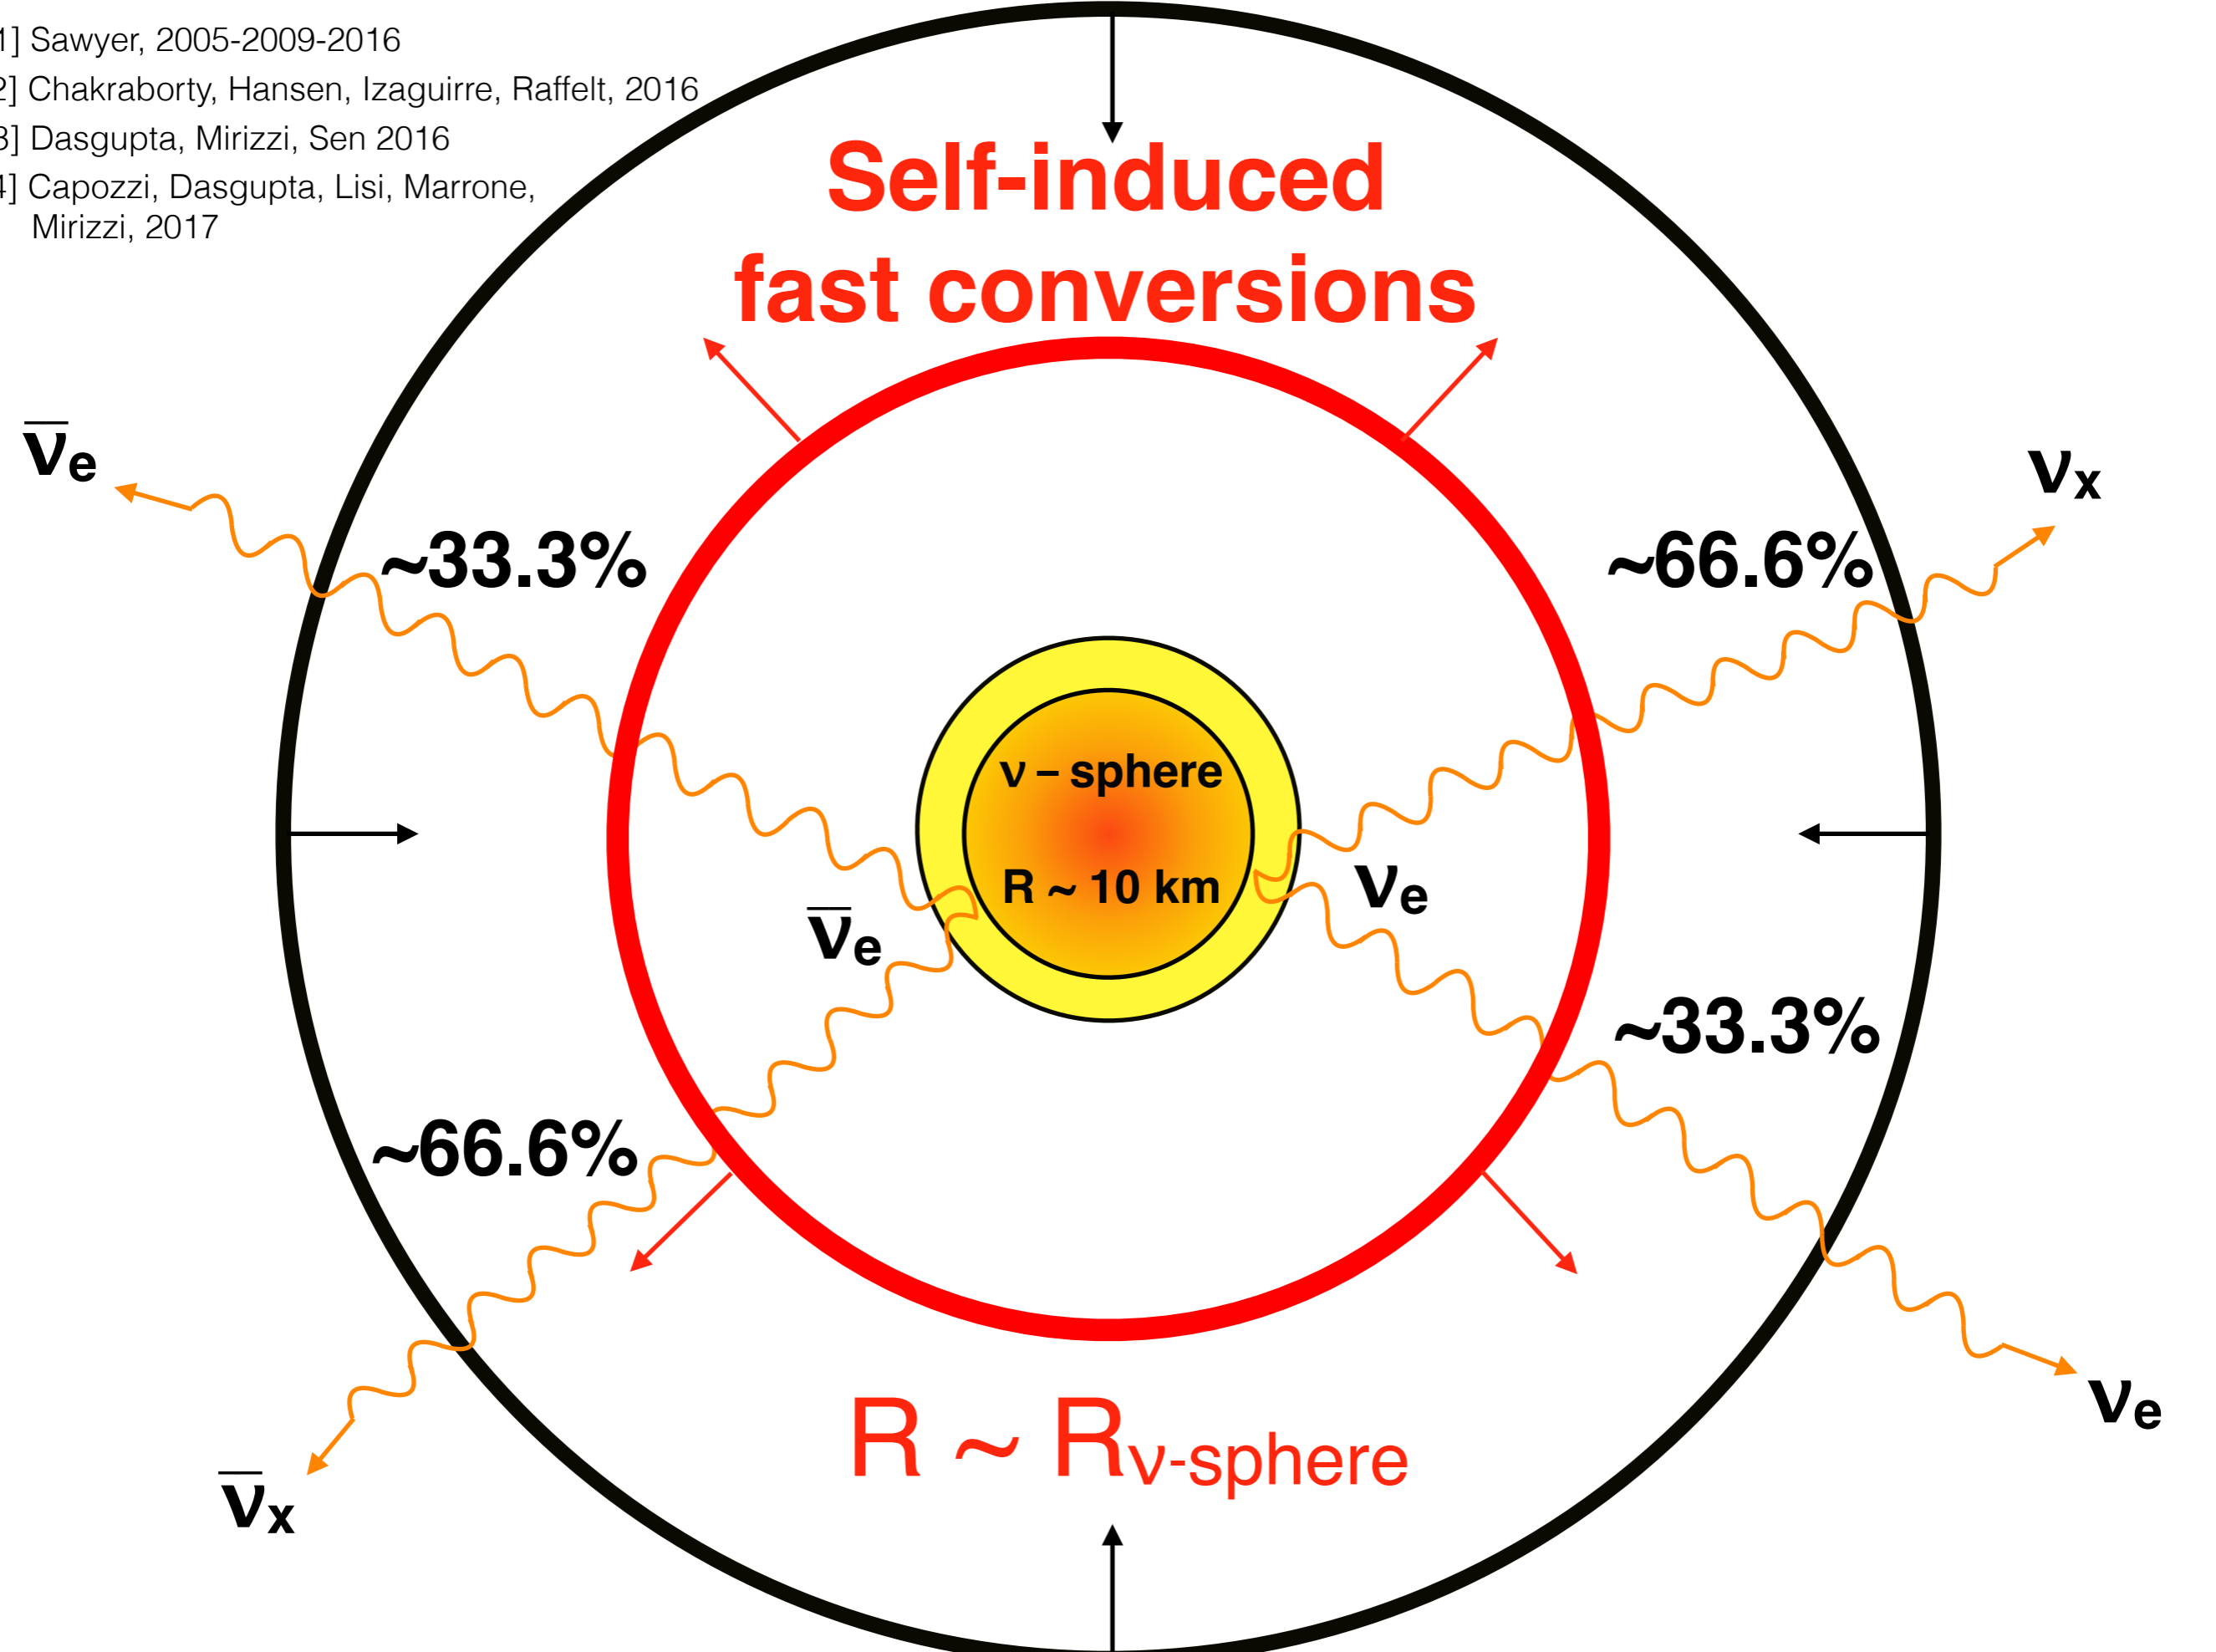 1] Sawyer, 2005-2009-2016
2] Chakraborty, Hansen, Izaguirre, Raffelt, 2016
3] Dasgupta, Mirizzi, Sen 2016
4] Capozzi, Dasgupta, Lisi, Marrone,
Mirizzi, 2017
Self-induced
fast conversions
ν̅e
νx
~33.3%
~66.6%
ν – sphere
R ~ 10 km
νe
ν̅e
~33.3%
~66.6%
νe
R ~ Rν-sphere
ν̅x